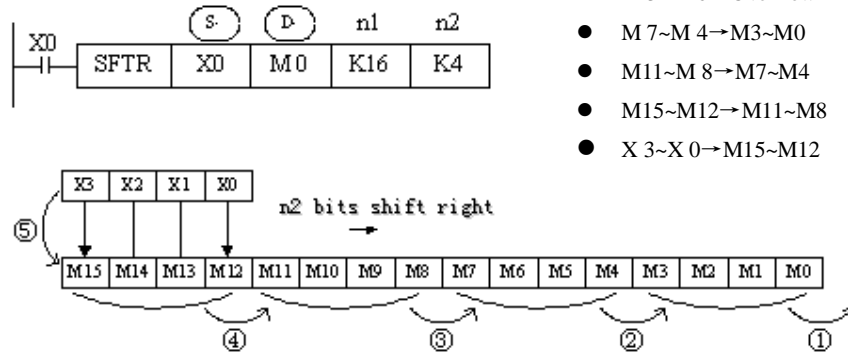 S· D· n1 n2
X0
SFTR X0 M0 K16 K4
● M 7~M 4→M3~M0
● M11~M 8→M7~M4
● M15~M12→M11~M8
● X 3~X 0→M15~M12
X3 X2 X1 X0
n2 bits shift right
⑤
M15 M14 M13 M12 M11 M10 M9 M8 M7 M6 M5 M4 M3 M2 M1 M0
④ ③ ② ①